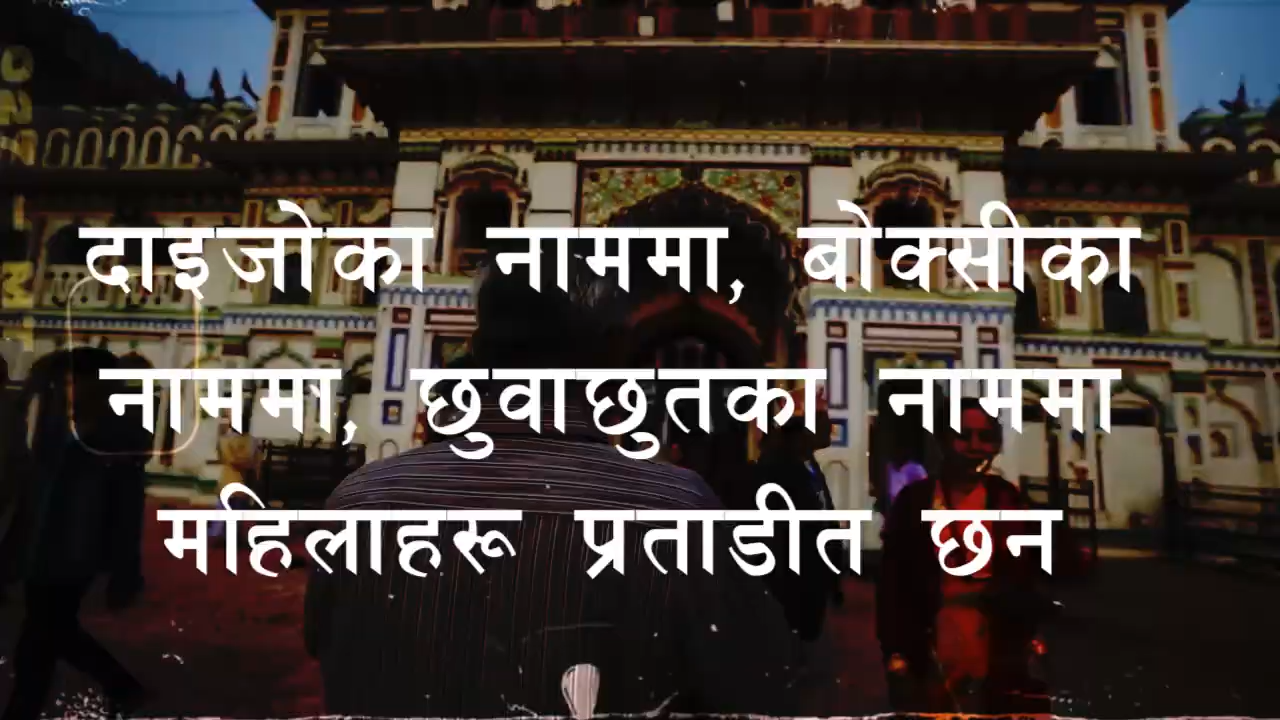 दाइजोका नाममा, बोक्सीका
नाममा, छुवाछुतका नाममा
महिलाहरू प्रताडीत छन